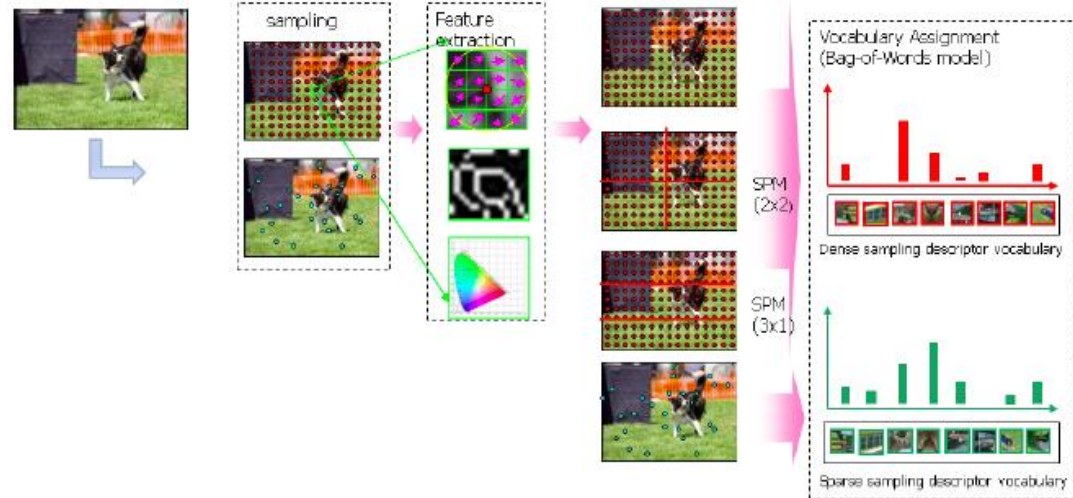 sampling
Feature
extraction
SPM
(2x2)
SPM
(3x1)
Vocabulary Assignment
(Bag-of-Words model)
Dense sampling descriptor vocabulary
Sparse sampling descriptor vocabulary